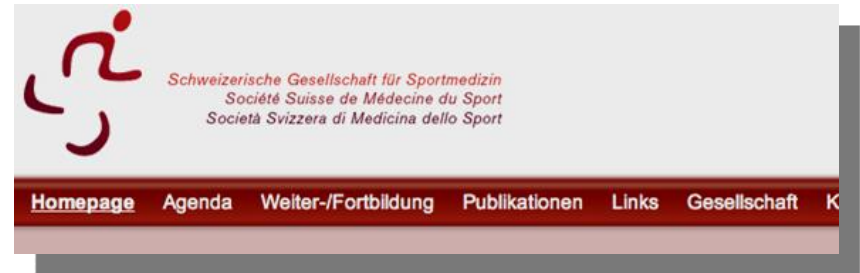 Schweizerische Gesellschaft für Sportmedizin
Société Suisse de Médecine du Sport
Società Svizzera di Medicina dello Sport
Homepage Agenda Weiter-/Fortbildung Publikationen Links Gesellschaft K